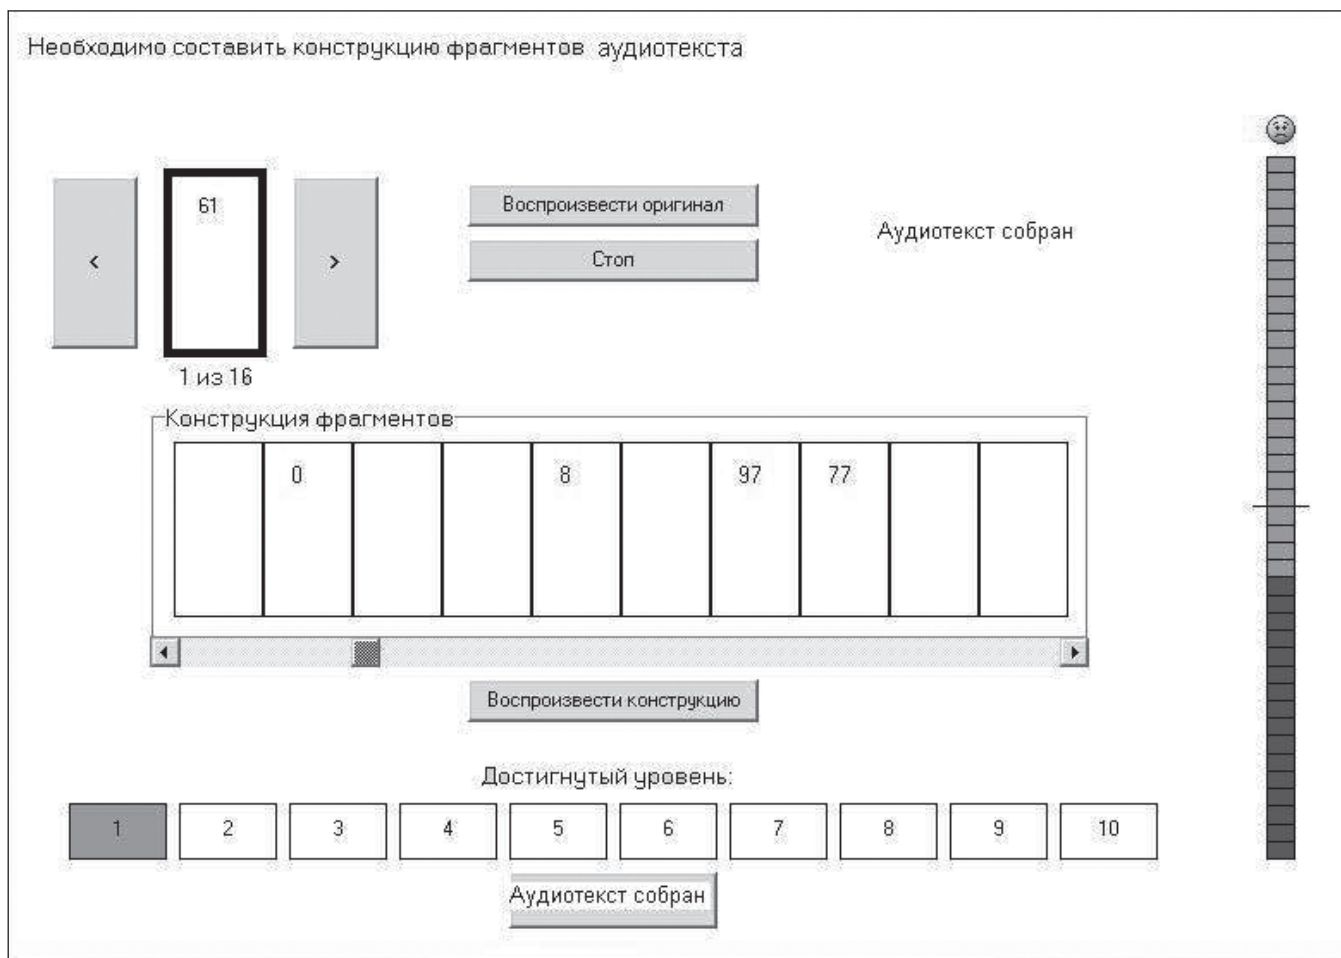 Необходимо составить конструкцию фрагментов аудиотекста
61
<
>
1 из 16
Воспроизвести оригинал
Стоп
Аудиотекст собран
Конструкция фрагментов
0 8 97 77
Воспроизвести конструкцию
Достигнутый уровень:
1 2 3 4 5 6 7 8 9 10
Аудиотекст собран